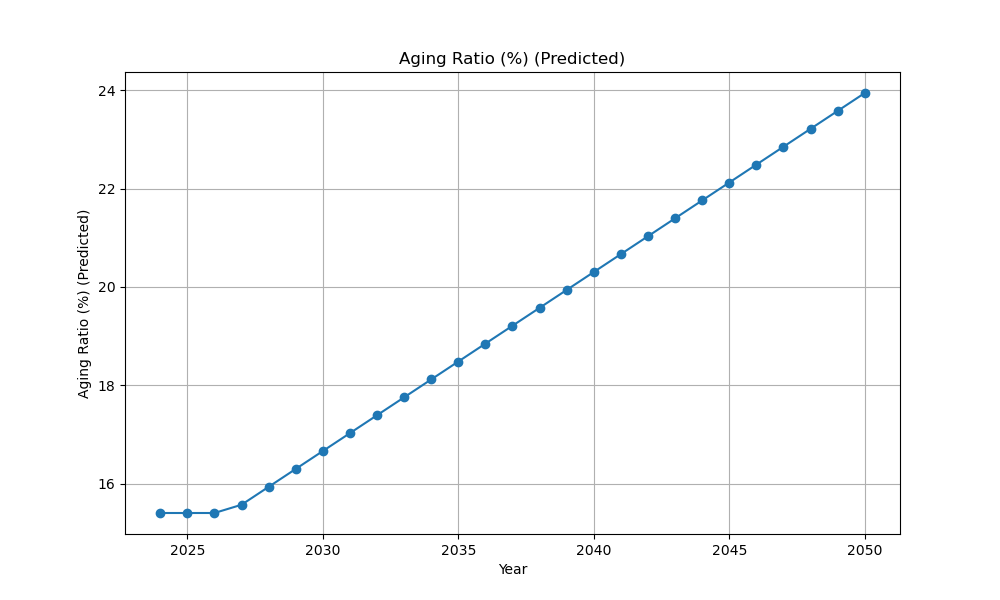 Aging Ratio (%) (Predicted)
Aging Ratio (%) (Predicted)
24
22
20
18
16
2025 2030 2035 2040 2045 2050
Year